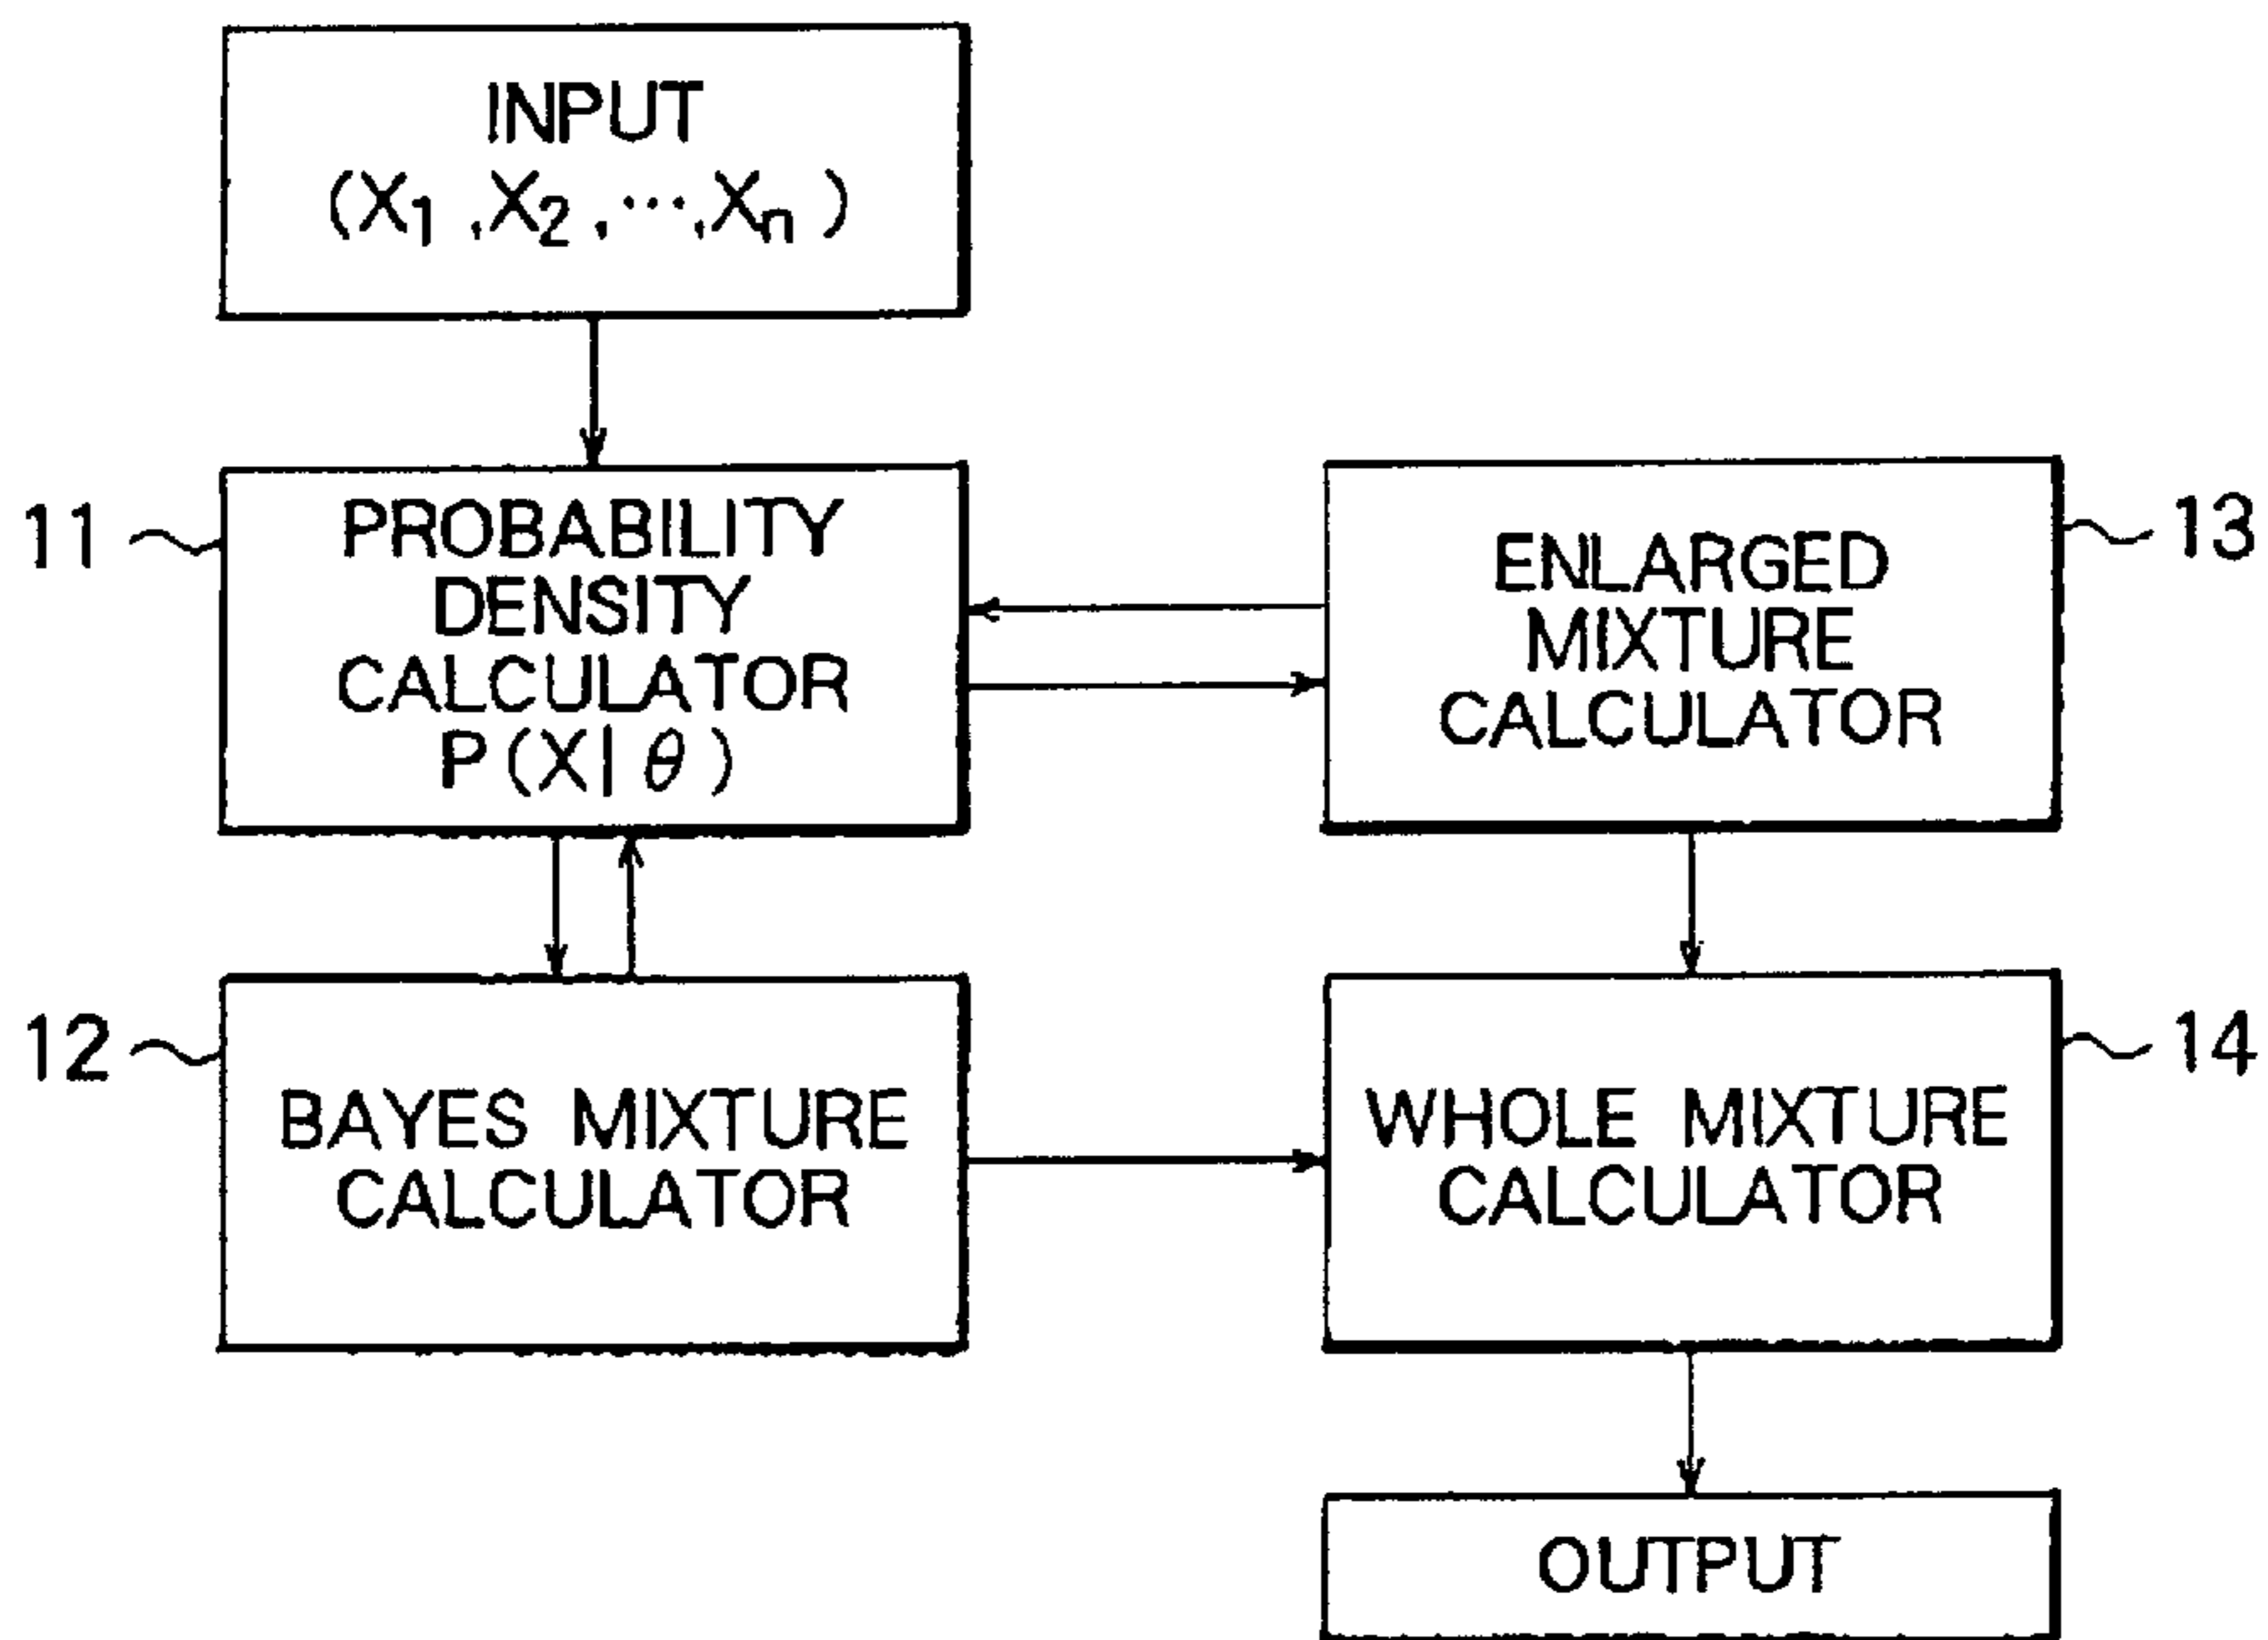 INPUT
(X₁ ,X₂ ,⋯,Xₙ )
11
PROBABILITY
DENSITY
CALCULATOR
P(X|θ)
13
ENLARGED
MIXTURE
CALCULATOR
12
BAYES MIXTURE
CALCULATOR
14
WHOLE MIXTURE
CALCULATOR
OUTPUT